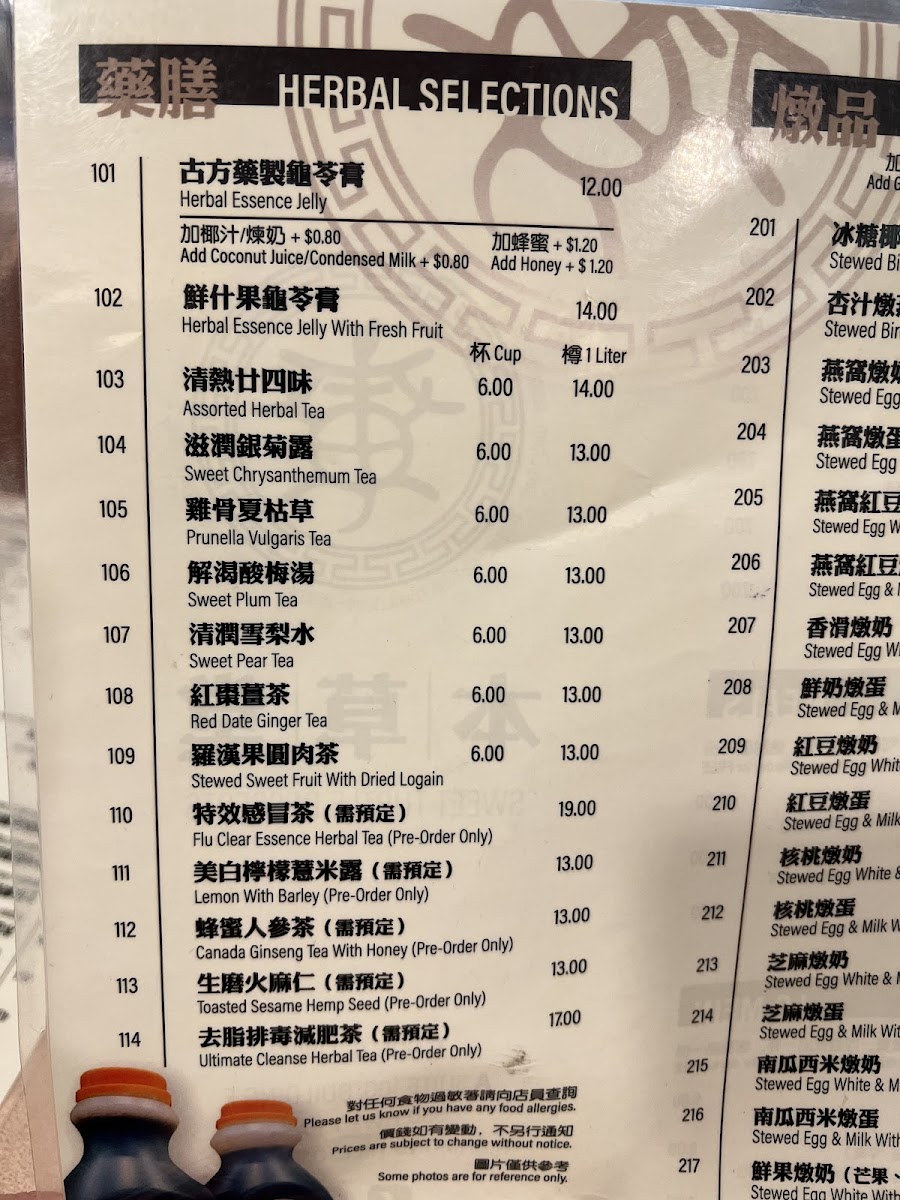 藥膳 HERBAL SELECTIONS
101 古方藥製龜苓膏 12.00
Herbal Essence Jelly
加椰汁/煉奶 + $0.80 加蜂蜜 + $1.20
Add Coconut Juice/Condensed Milk + $0.80 Add Honey + $ 1.20
102 鮮什果龜苓膏 14.00
Herbal Essence Jelly With Fresh Fruit
杯 Cup 樽 1 Liter
103 清熱廿四味 6.00 14.00
Assorted Herbal Tea
104 滋潤銀菊露 6.00 13.00
Sweet Chrysanthemum Tea
105 雞骨夏枯草 6.00 13.00
Prunella Vulgaris Tea
106 解渴酸梅湯 6.00 13.00
Sweet Plum Tea
107 清潤雪梨水 6.00 13.00
Sweet Pear Tea
108 紅棗薑茶 6.00 13.00
Red Date Ginger Tea
109 羅漢果圓肉茶 6.00 13.00
Stewed Sweet Fruit With Dried Logain
110 特效感冒茶（需預定） 19.00
Flu Clear Essence Herbal Tea (Pre-Order Only)
111 美白檸檬薏米露（需預定） 13.00
Lemon With Barley (Pre-Order Only)
112 蜂蜜人參茶（需預定） 13.00
Canada Ginseng Tea With Honey (Pre-Order Only)
113 生磨火麻仁（需預定） 13.00
Toasted Sesame Hemp Seed (Pre-Order Only)
114 去脂排毒減肥茶（需預定） 17.00
Ultimate Cleanse Herbal Tea (Pre-Order Only)
對任何食物過敏著請向店員查詢
Please let us know if you have any food allergies.
價錢如有變動，不另行通知
Prices are subject to change without notice.
圖片僅供參考
Some photos are for reference only.
燉品
加
Add
201 冰糖椰
Stewed
202 杏汁燉
Stewed
203 燕窩燉奶
Stewed Egg
204 燕窩燉蛋
Stewed Egg
205 燕窩紅豆
Stewed Egg
206 燕窩紅豆
Stewed Egg &
207 香滑燉奶
Stewed Egg
208 鮮奶燉蛋
Stewed Egg &
209 紅豆燉奶
Stewed Egg White
210 紅豆燉蛋
Stewed Egg & Milk
211 核桃燉奶
Stewed Egg White &
212 核桃燉蛋
Stewed Egg & Milk
213 芝麻燉奶
Stewed Egg White &
214 芝麻燉蛋
Stewed Egg & Milk With
215 南瓜西米燉奶
Stewed Egg White &
216 南瓜西米燉蛋
Stewed Egg & Milk With
217 鮮果燉奶（芒果、
Stewed Egg White With